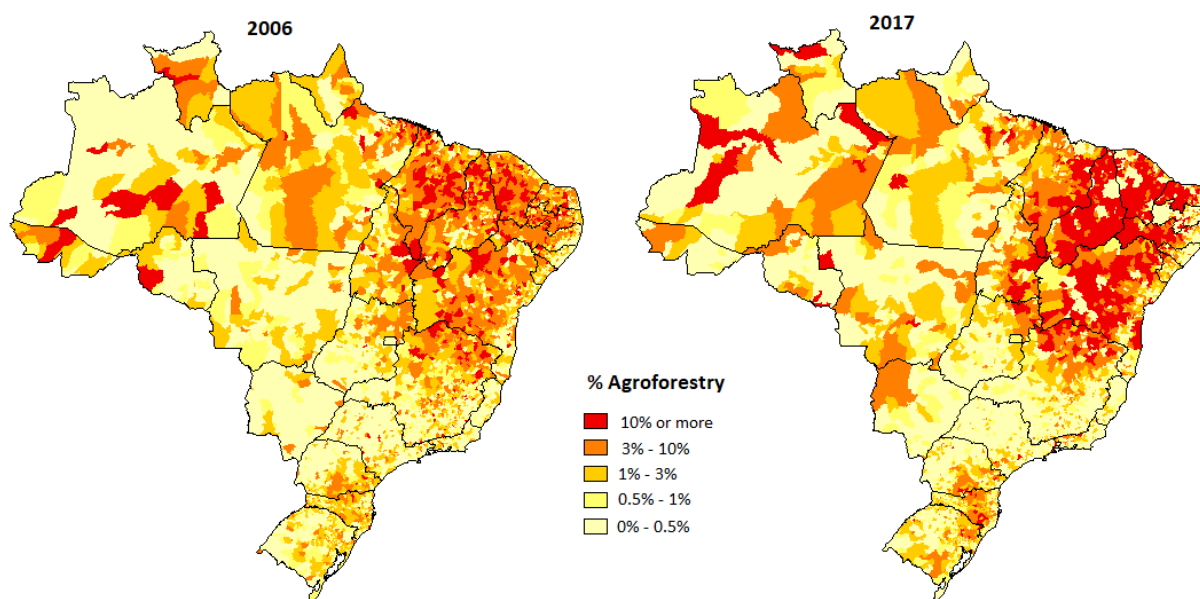 2006
2017
% Agroforestry
10% or more
3% - 10%
1% - 3%
0.5% - 1%
0% - 0.5%